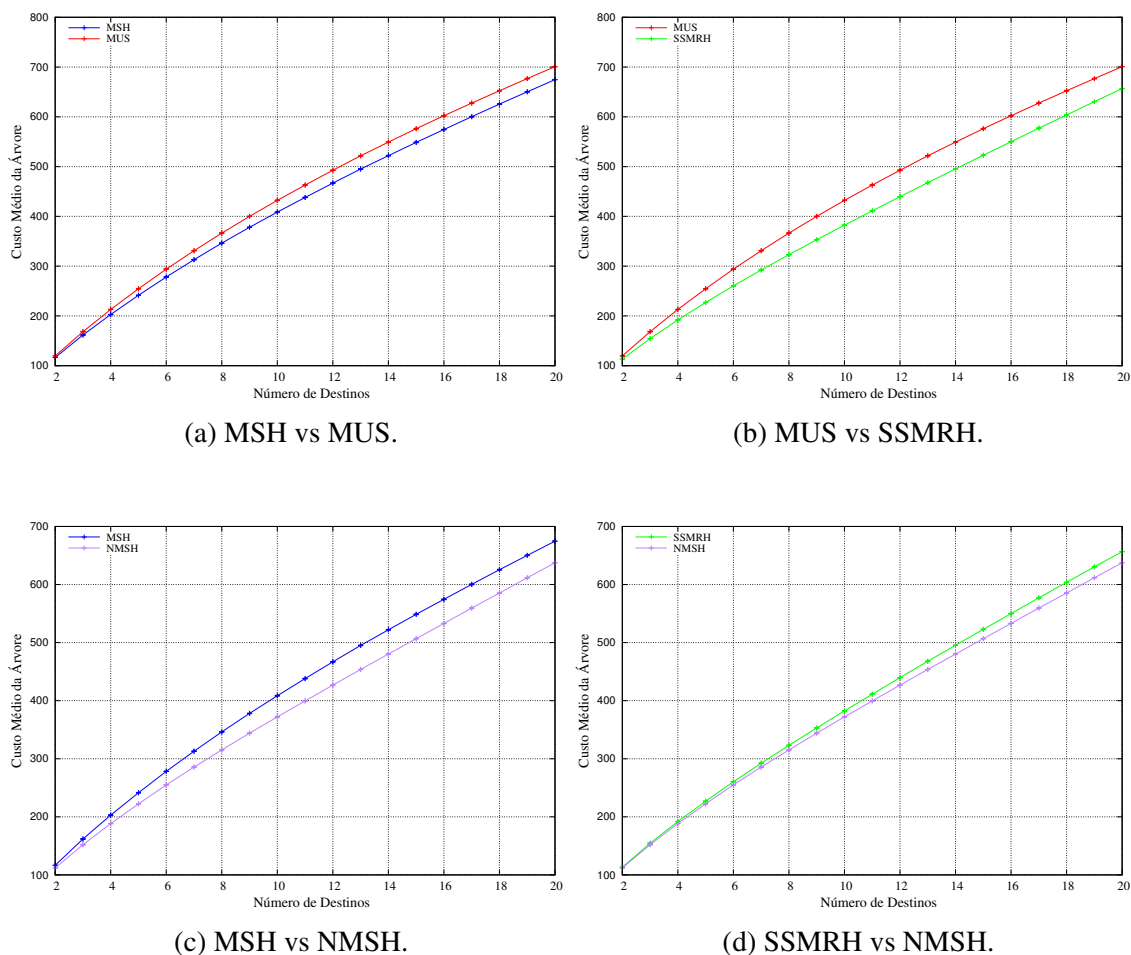 800
700
600
500
400
300
200
100
2 4 6 8 10 12 14 16 18 20
Custo Médio da Árvore
Número de Destinos
MSH
MUS
(a) MSH vs MUS.
800
700
600
500
400
300
200
100
2 4 6 8 10 12 14 16 18 20
Custo Médio da Árvore
Número de Destinos
MUS
SSMRH
(b) MUS vs SSMRH.
700
600
500
400
300
200
100
2 4 6 8 10 12 14 16 18 20
Custo Médio da Árvore
Número de Destinos
MSH
NMSH
(c) MSH vs NMSH.
700
600
500
400
300
200
100
2 4 6 8 10 12 14 16 18 20
Custo Médio da Árvore
Número de Destinos
SSMRH
NMSH
(d) SSMRH vs NMSH.